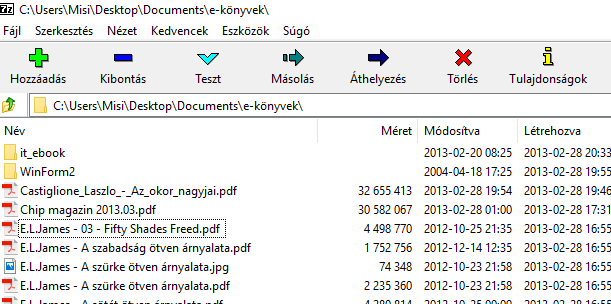 7z C:\Users\Misi\Desktop\Documents\e-könyvek\
Fájl Szerkesztés Nézet Kedvencek Eszközök Súgó
Hozzáadás Kibontás Teszt Másolás Áthelyezés Törlés Tulajdonságok
C:\Users\Misi\Desktop\Documents\e-könyvek\
Név Méret Módosítva Létrehozva
it_ebook 2013-02-20 08:25 2013-02-28 20:33
WinForm2 2004-04-18 17:25 2013-02-28 19:55
Castiglione_Laszlo_-_Az_okor_nagyjai.pdf 32 655 413 2013-02-28 19:54 2013-02-28 19:46
Chip magazin 2013.03.pdf 30 582 067 2013-02-28 01:00 2013-02-28 17:31
E.L.James - 03 - Fifty Shades Freed.pdf 4 498 770 2012-10-25 21:35 2013-02-28 16:55
E.L.James - A szabadság ötven árnyalata.pdf 1 752 756 2012-12-14 12:35 2013-02-28 16:55
E.L.James - A szürke ötven árnyalata.jpg 74 348 2012-10-23 21:58 2013-02-28 16:55
E.L.James - A szürke ötven árnyalata.pdf 2 235 360 2012-10-23 21:58 2013-02-28 16:55